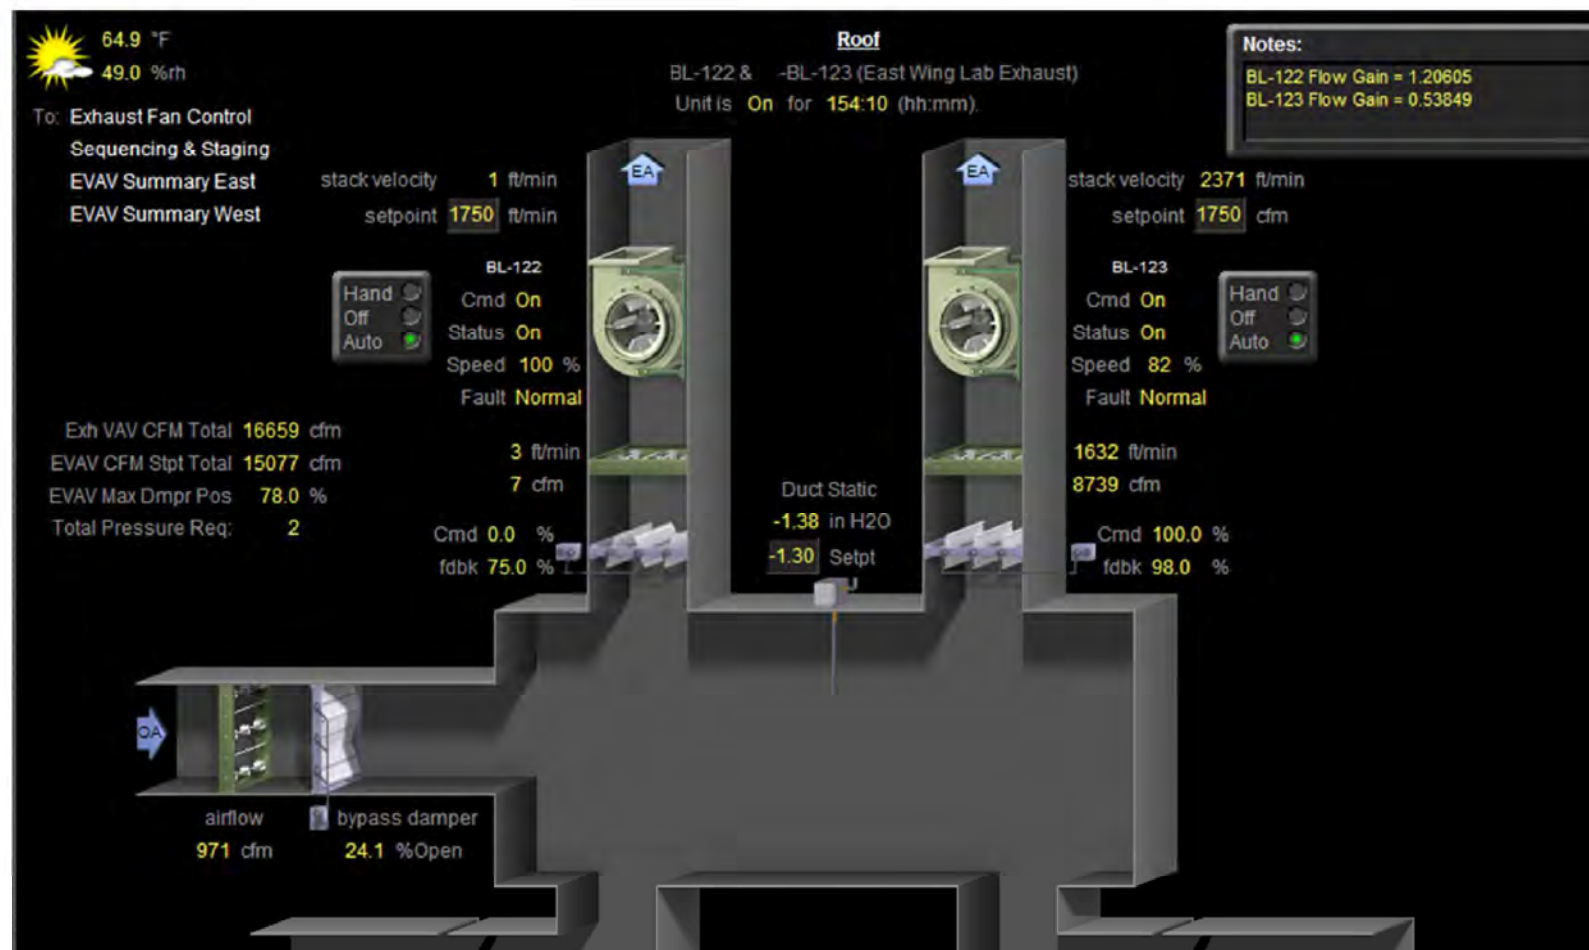 64.9 °F
49.0 %rh
Roof
BL-122 & -BL-123 (East Wing Lab Exhaust)
Unit is On for 154:10 (hh:mm).
Notes:
BL-122 Flow Gain = 1.20605
BL-123 Flow Gain = 0.53849
To: Exhaust Fan Control
Sequencing & Staging
EVAV Summary East
EVAV Summary West
stack velocity 1 ft/min
setpoint 1750 ft/min
EA
EA
stack velocity 2371 ft/min
setpoint 1750 cfm
Hand
Off
Auto
BL-122
Cmd On
Status On
Speed 100 %
Fault Normal
BL-123
Cmd On
Status On
Speed 82 %
Fault Normal
Hand
Off
Auto
Exh VAV CFM Total 16659 cfm
EVAV CFM Stpt Total 15077 cfm
EVAV Max Dmpr Pos 78.0 %
Total Pressure Req: 2
3 ft/min
7 cfm
Cmd 0.0 %
fdbk 75.0 %
Duct Static
-1.38 in H2O
-1.30 Setpt
1632 ft/min
8739 cfm
Cmd 100.0 %
fdbk 98.0 %
OA
airflow
971 cfm
bypass damper
24.1 %Open